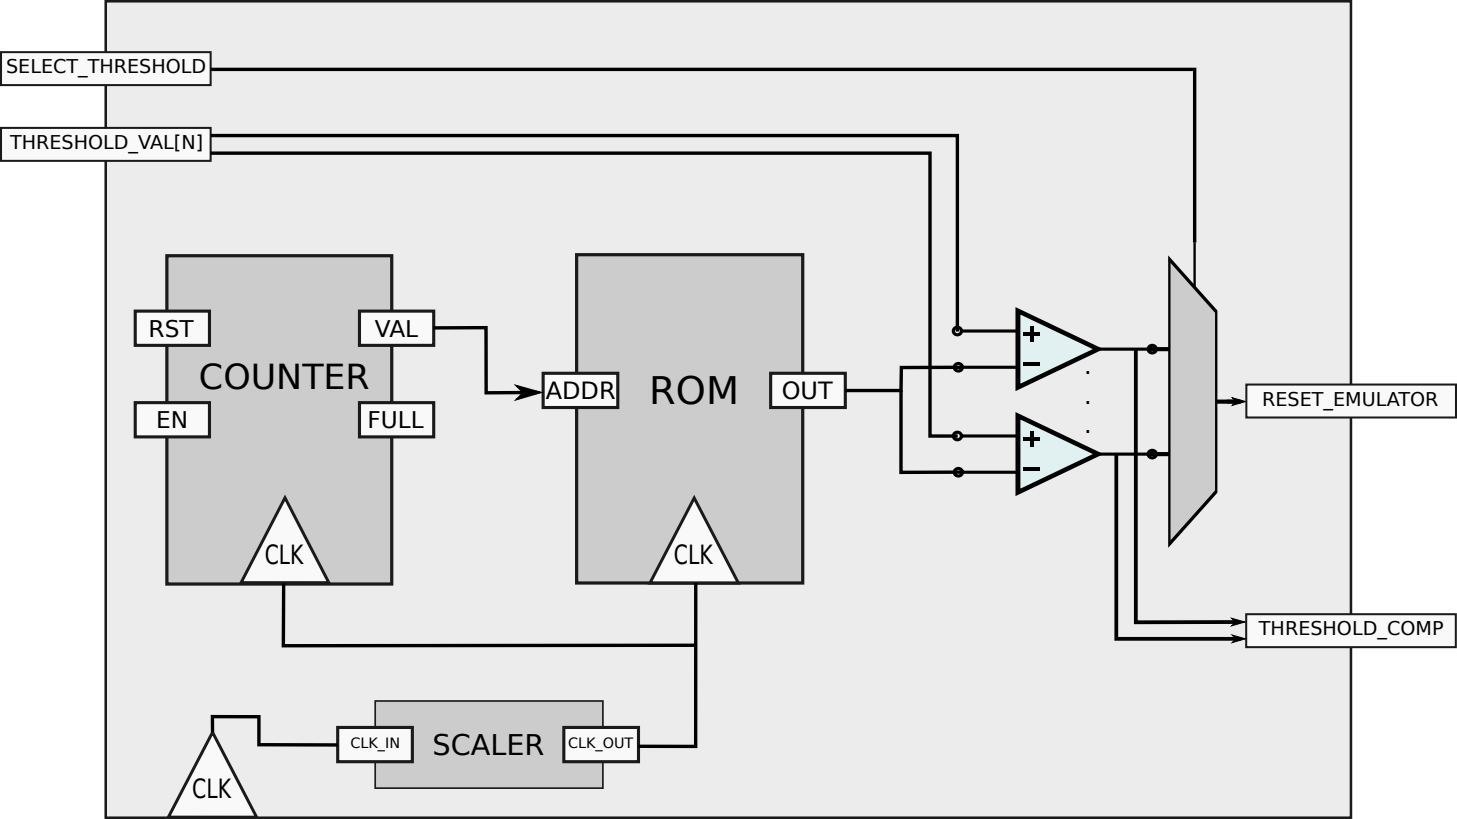 SELECT_THRESHOLD
THRESHOLD_VAL[N]
RST
VAL
COUNTER
EN
FULL
CLK
ADDR
ROM
OUT
CLK
+
−
.
.
.
+
−
RESET_EMULATOR
THRESHOLD_COMP
CLK_IN
SCALER
CLK_OUT
CLK